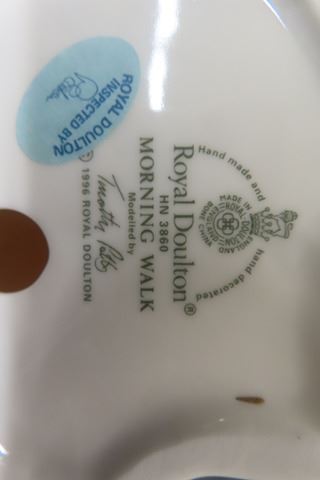 Hand made and
hand decorated
MADE IN
ROYAL DOULTON
ENGLAND
BONE CHINA
Royal Doulton®
HN 3860
MORNING WALK
Modelled by
Timothy Potts
© 1996 ROYAL DOULTON
ROYAL DOULTON
INSPECTED BY